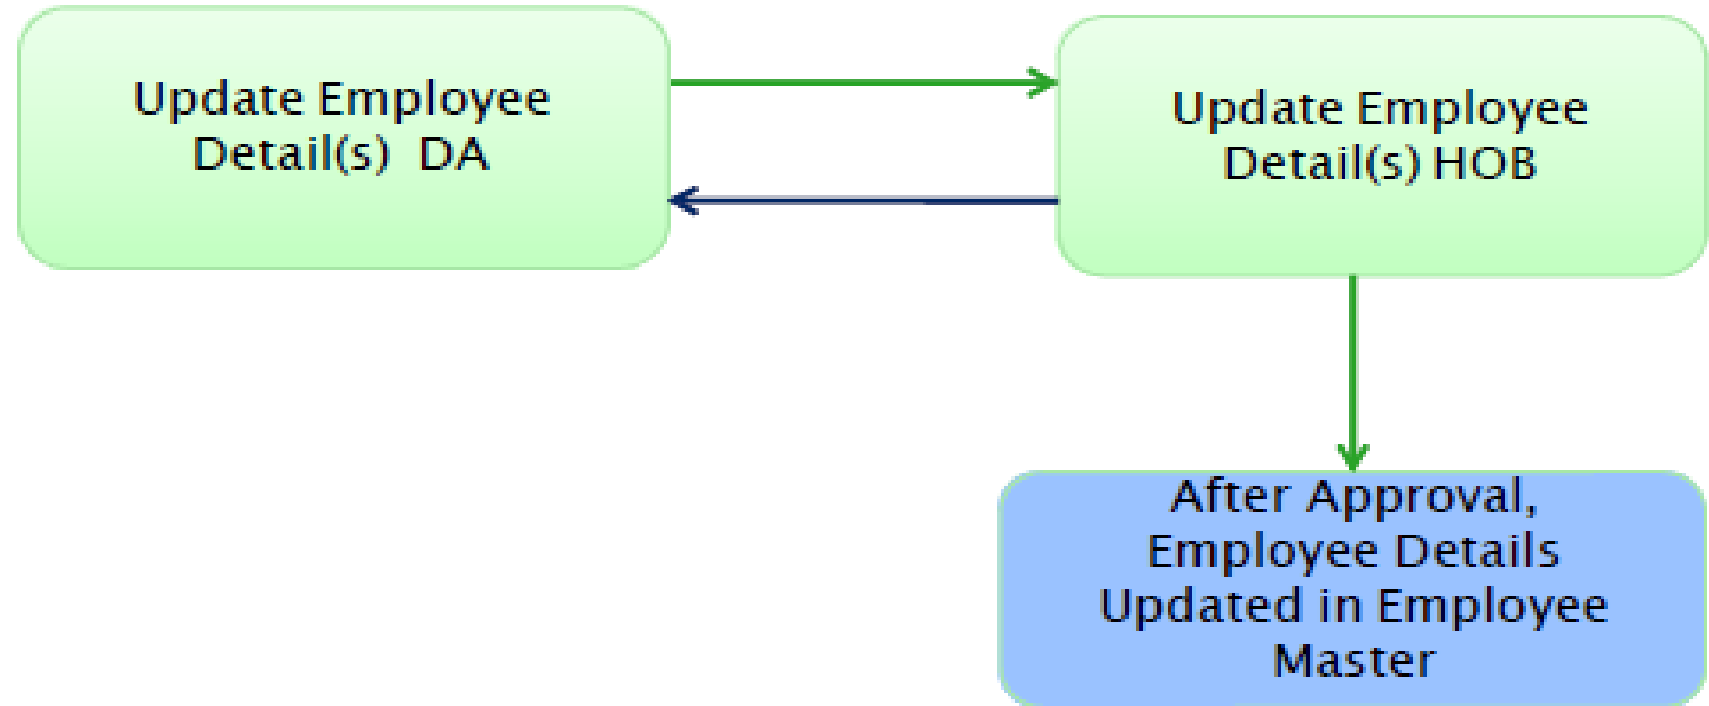 Update Employee
Detail(s) DA
Update Employee
Detail(s) HOB
After Approval,
Employee Details
Updated in Employee
Master